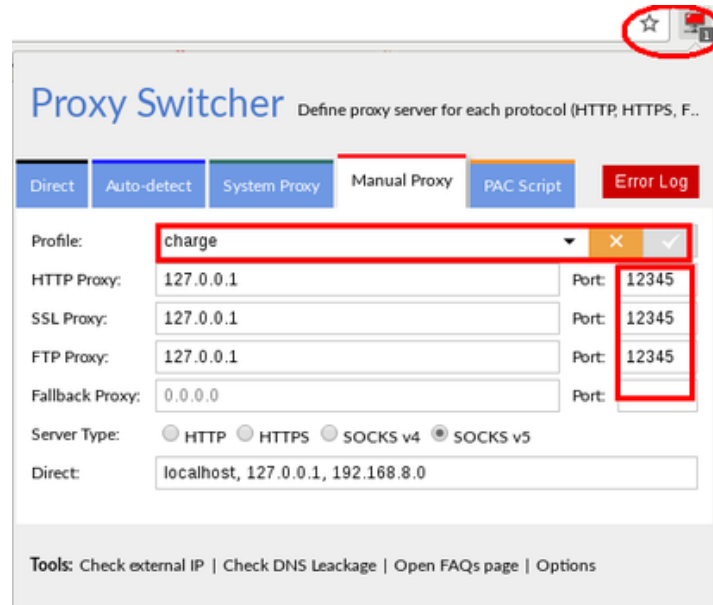 1
Proxy Switcher Define proxy server for each protocol (HTTP, HTTPS, F..
Direct Auto-detect System Proxy Manual Proxy PAC Script Error Log
Profile: charge
HTTP Proxy: 127.0.0.1 Port: 12345
SSL Proxy: 127.0.0.1 Port: 12345
FTP Proxy: 127.0.0.1 Port: 12345
Fallback Proxy: 0.0.0.0 Port:
Server Type: HTTP HTTPS SOCKS v4 SOCKS v5
Direct: localhost, 127.0.0.1, 192.168.8.0
Tools: Check external IP | Check DNS Leackage | Open FAQs page | Options